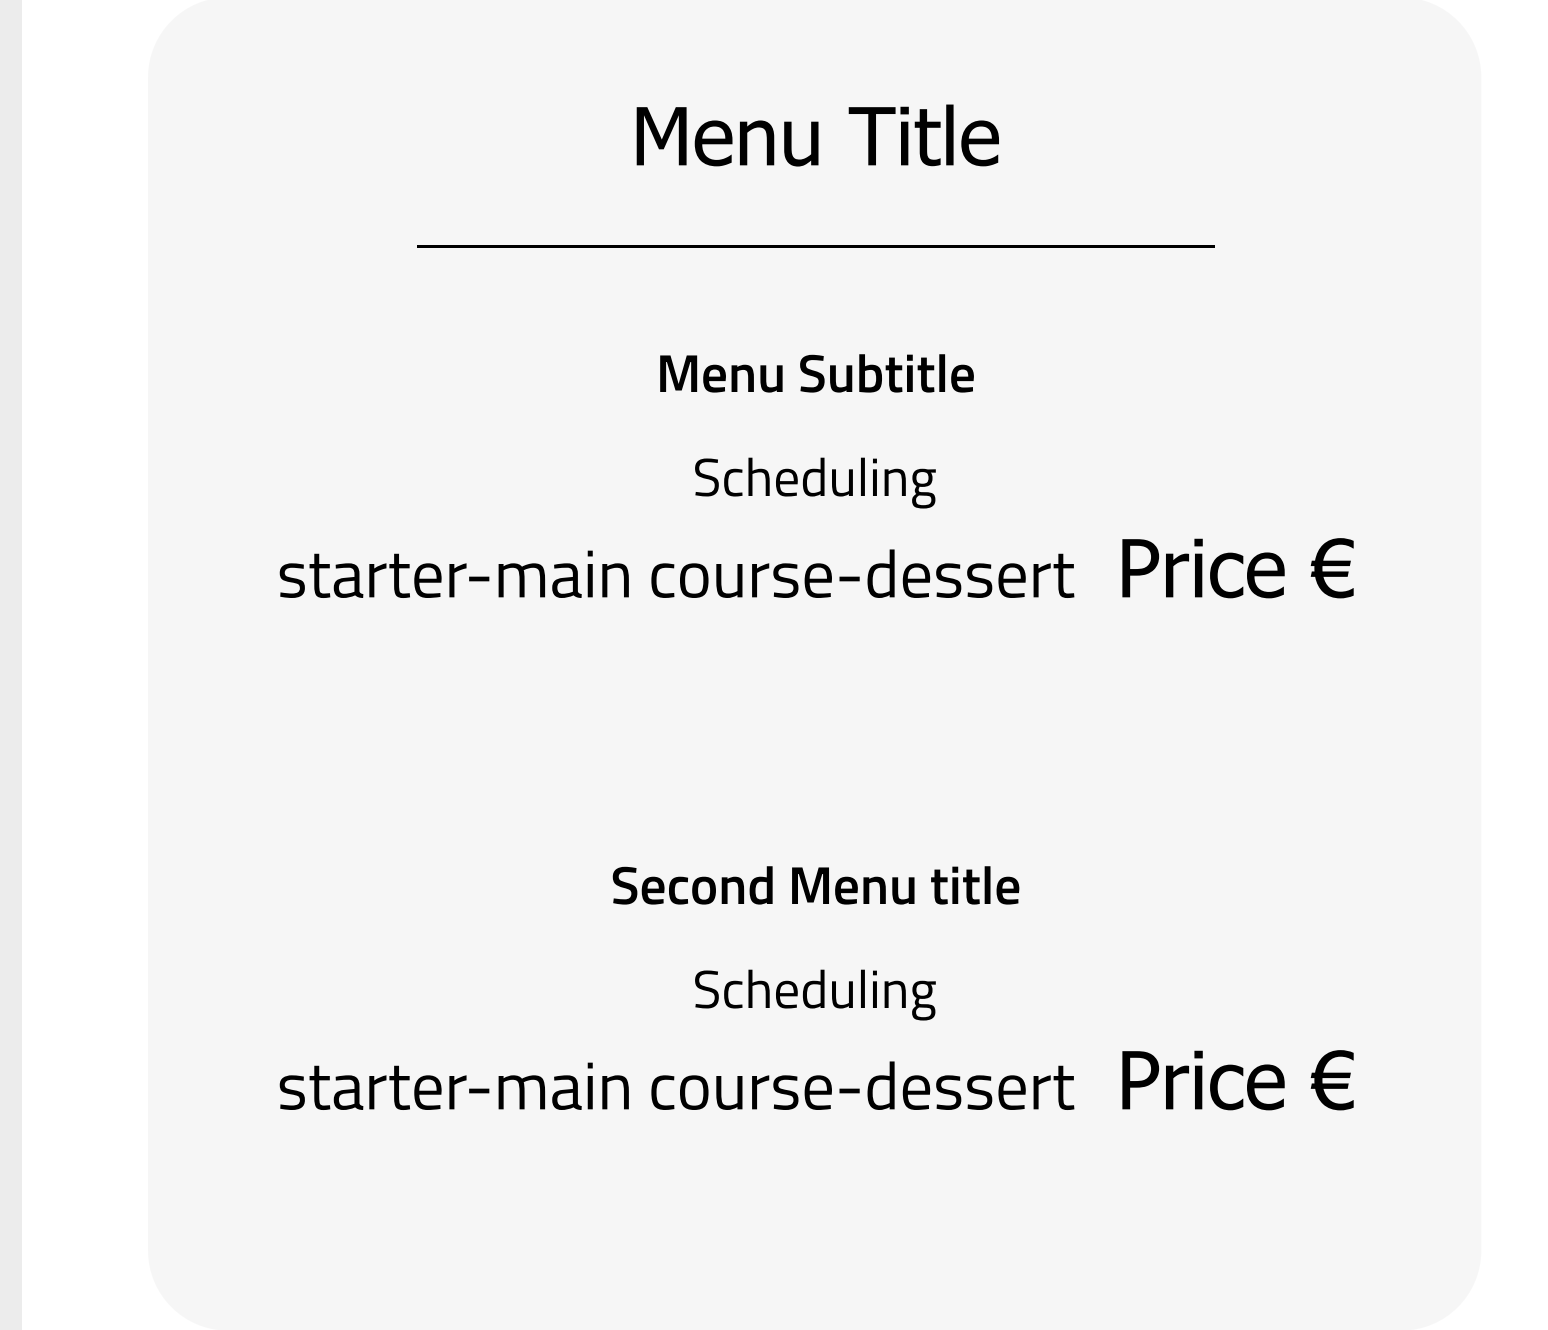 Menu Title
Menu Subtitle
Scheduling
starter-main course-dessert Price €
Second Menu title
Scheduling
starter-main course-dessert Price €